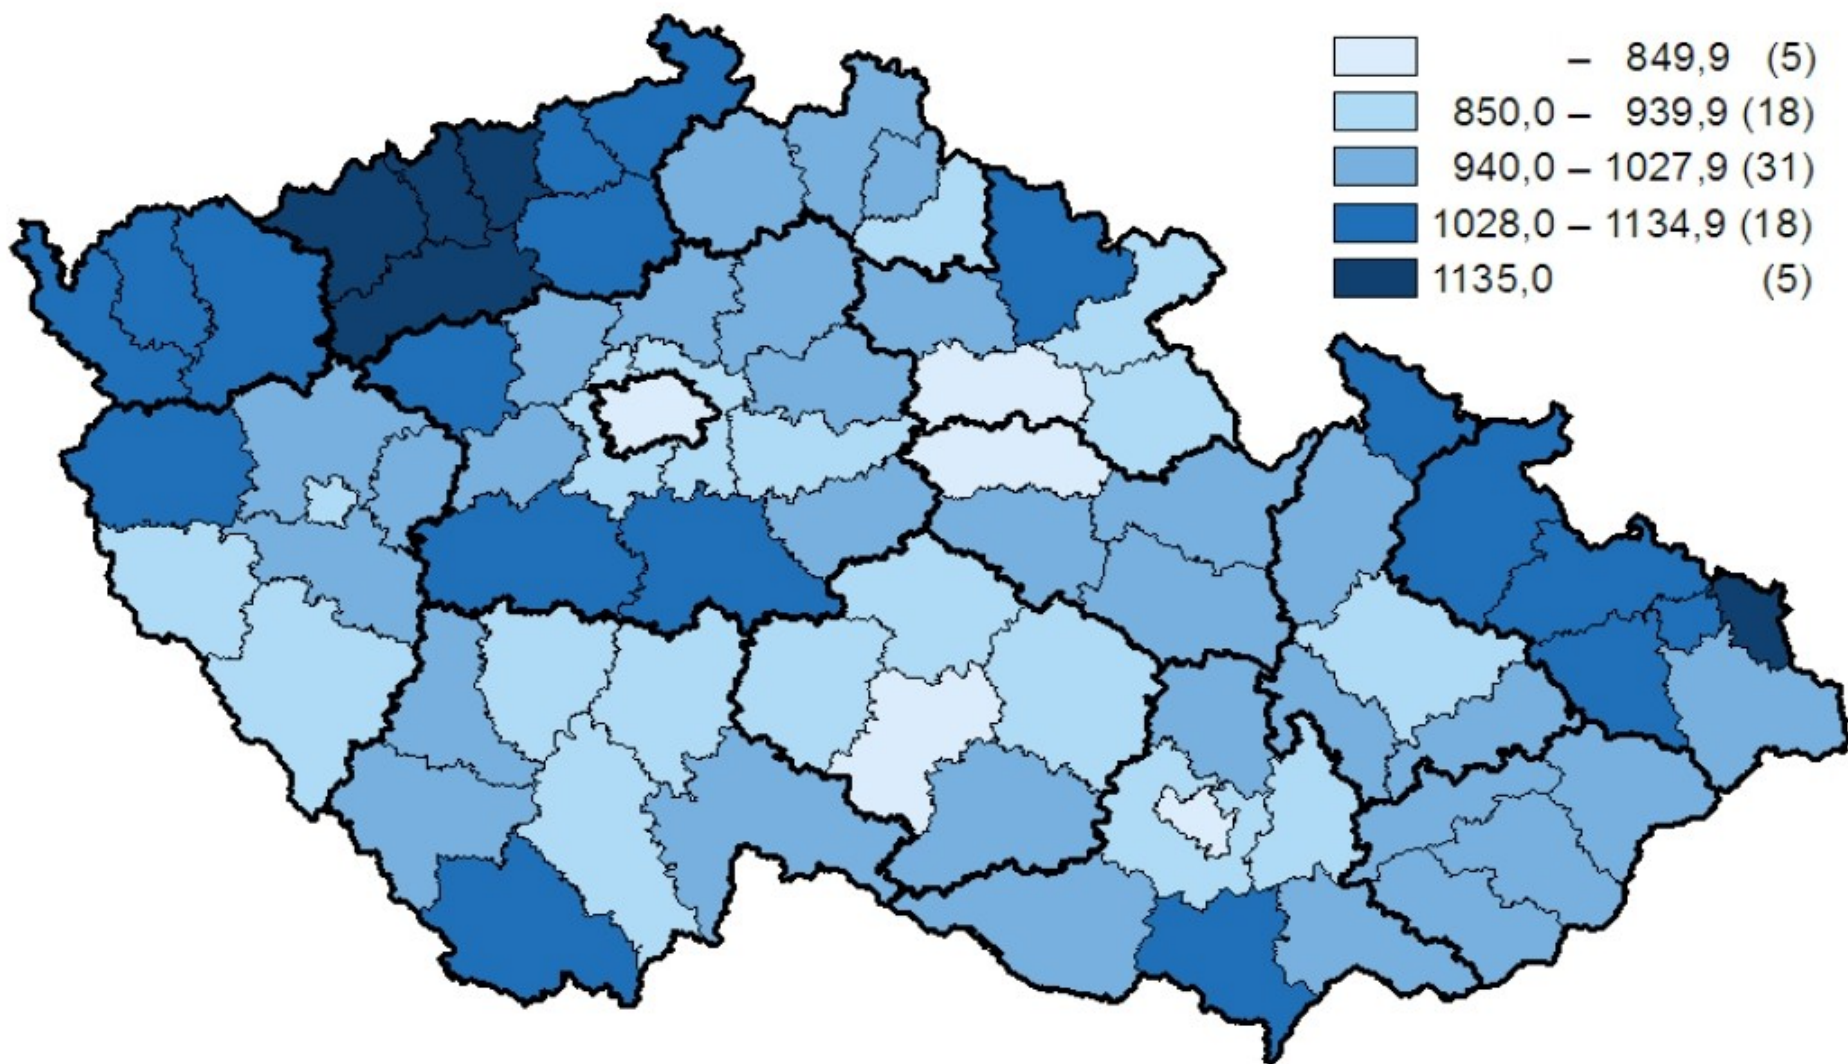 – 849,9 (5)
850,0 – 939,9 (18)
940,0 – 1027,9 (31)
1028,0 – 1134,9 (18)
1135,0 (5)